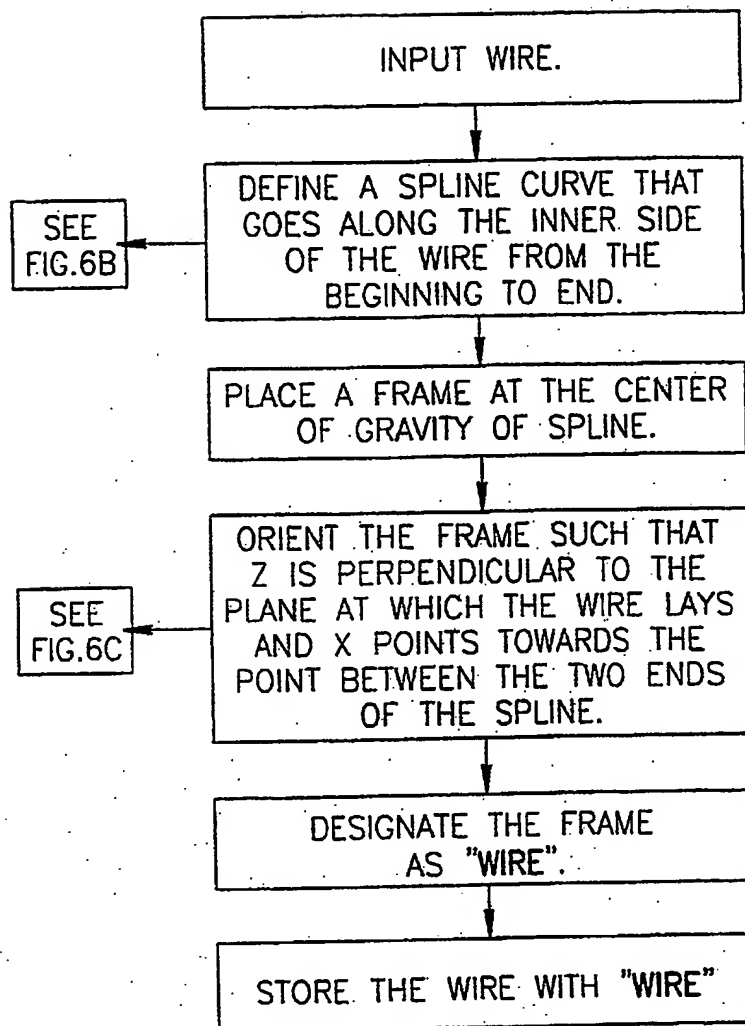 INPUT WIRE.
DEFINE A SPLINE CURVE THAT
GOES ALONG THE INNER SIDE
OF THE WIRE FROM THE
BEGINNING TO END.
SEE
FIG.6B
PLACE A FRAME AT THE CENTER
OF GRAVITY OF SPLINE.
ORIENT THE FRAME SUCH THAT
Z IS PERPENDICULAR TO THE
PLANE AT WHICH THE WIRE LAYS
AND X POINTS TOWARDS THE
POINT BETWEEN THE TWO ENDS
OF THE SPLINE.
SEE
FIG.6C
DESIGNATE THE FRAME
AS "WIRE".
STORE THE WIRE WITH "WIRE"